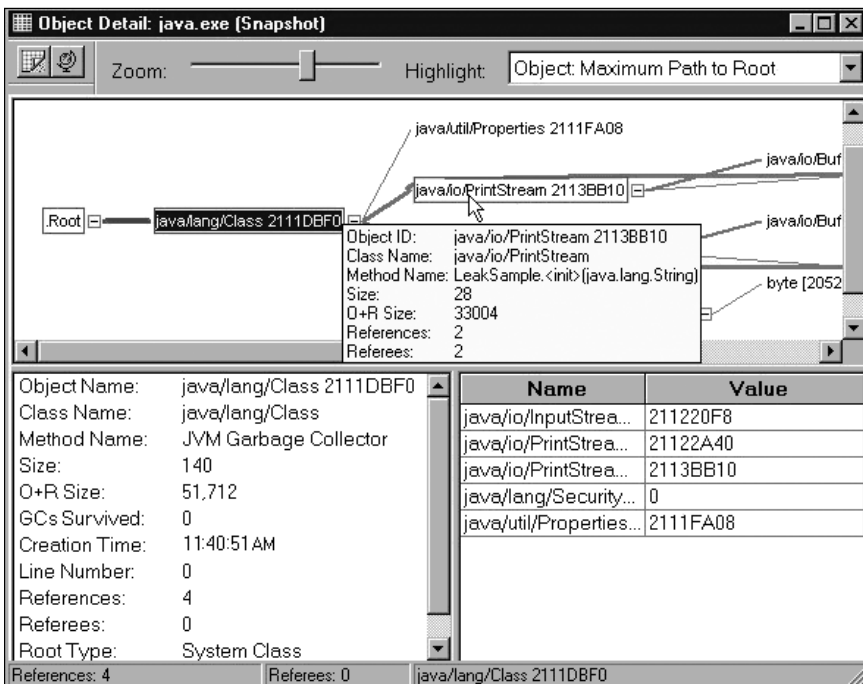 Object Detail: java.exe (Snapshot)
Zoom:
Highlight: Object: Maximum Path to Root
java/util/Properties 2111FA08
java/io/Buf
java/io/PrintStream 2113BB10
.Root
java/lang/Class 2111DBF0
java/io/Buf
byte [2052
Object ID: java/io/PrintStream 2113BB10
Class Name: java/io/PrintStream
Method Name: LeakSample.<init>(java.lang.String)
Size: 28
O+R Size: 33004
References: 2
Referees: 2
Object Name: java/lang/Class 2111DBF0
Class Name: java/lang/Class
Method Name: JVM Garbage Collector
Size: 140
O+R Size: 51,712
GCs Survived: 0
Creation Time: 11:40:51 AM
Line Number: 0
References: 4
Referees: 0
Root Type: System Class
Name Value
java/io/InputStrea... 211220F8
java/io/PrintStrea... 21122A40
java/io/PrintStrea... 2113BB10
java/lang/Security... 0
java/util/Properties... 2111FA08
References: 4 Referees: 0 java/lang/Class 2111DBF0